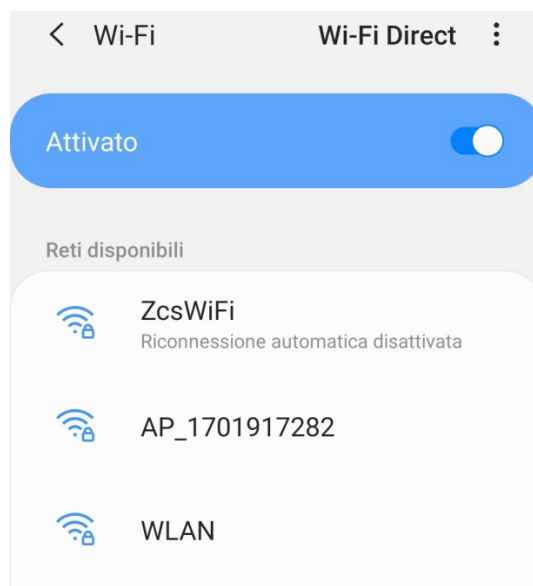 Wi-Fi Wi-Fi Direct
Attivato
Reti disponibili
ZcsWiFi
Riconnessione automatica disattivata
AP_1701917282
WLAN